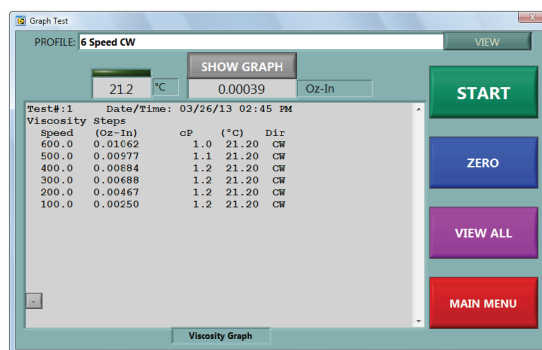 Graph Test
PROFILE: 6 Speed CW
VIEW
SHOW GRAPH
21.2 °C 0.00039 Oz-In
START
Test#:1 Date/Time: 03/26/13 02:45 PM
Viscosity Steps
Speed (Oz-In) cP (°C) Dir
600.0 0.01062 1.0 21.20 CW
500.0 0.00977 1.1 21.20 CW
400.0 0.00884 1.2 21.20 CW
300.0 0.00688 1.2 21.20 CW
200.0 0.00467 1.2 21.20 CW
100.0 0.00250 1.2 21.20 CW
ZERO
VIEW ALL
-
MAIN MENU
Viscosity Graph